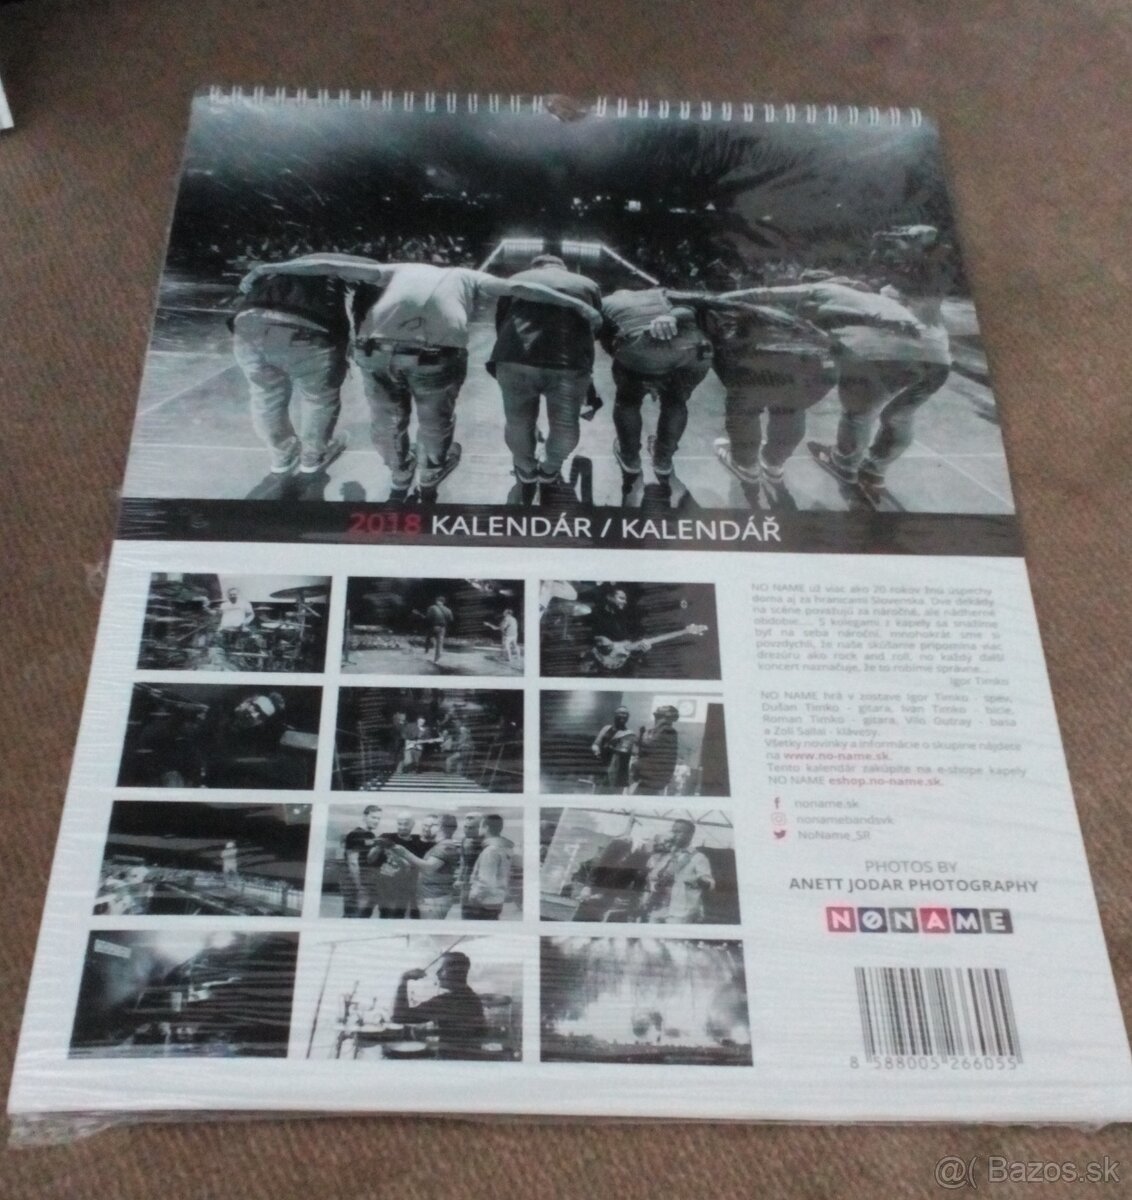 2018 KALENDÁR / KALENDÁŘ
NO NAME už viac ako 20 rokov žnú úspechy
doma aj za hranicami Slovenska. Dve dekády
na scéne považujú za náročné, ale nádherné
obdobie.... S kolegami z kapely sa snažíme
byť na seba nároční, mnohokrát sme si
povzdychli, že naše skúšanie pripomína viac
drezúru ako rock and roll, no každý ďalší
koncert naznačuje, že to robíme správne...
Igor Timko
NO NAME hrá v zostave Igor Timko - spev,
Dušan Timko - gitara, Ivan Timko - bicie,
Roman Timko - gitara, Viliam Gutray - basa
a Zoli Sallai - klávesy.
Všetky novinky a informácie o skupine nájdete
na www.no-name.sk.
Tento kalendár zakúpite na e-shope kapely
NO NAME eshop.no-name.sk.
noname.sk
nonamebandsvk
NoName_SR
PHOTOS BY
ANETT JODAR PHOTOGRAPHY
NØNAME
8 588005 266055
@( Bazos.sk